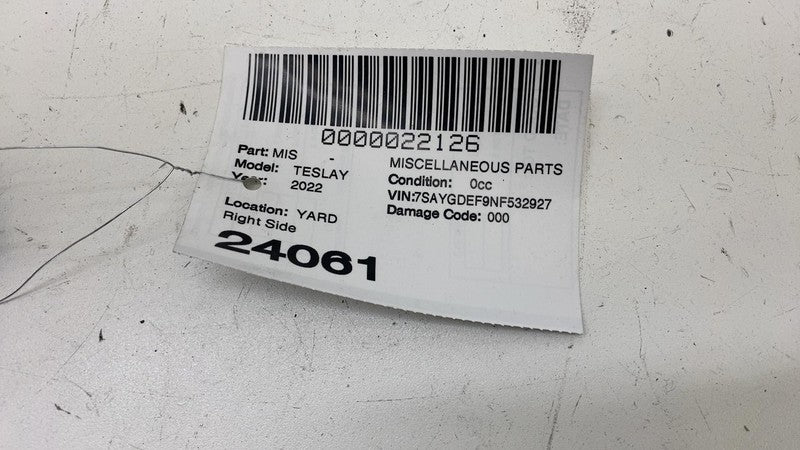 0000022126
Part: MIS -
MISCELLANEOUS PARTS
Model: TESLAY
Condition: 0cc
Year: 2022
VIN:7SAYGDEF9NF532927
Damage Code: 000
Location: YARD
Right Side
24061